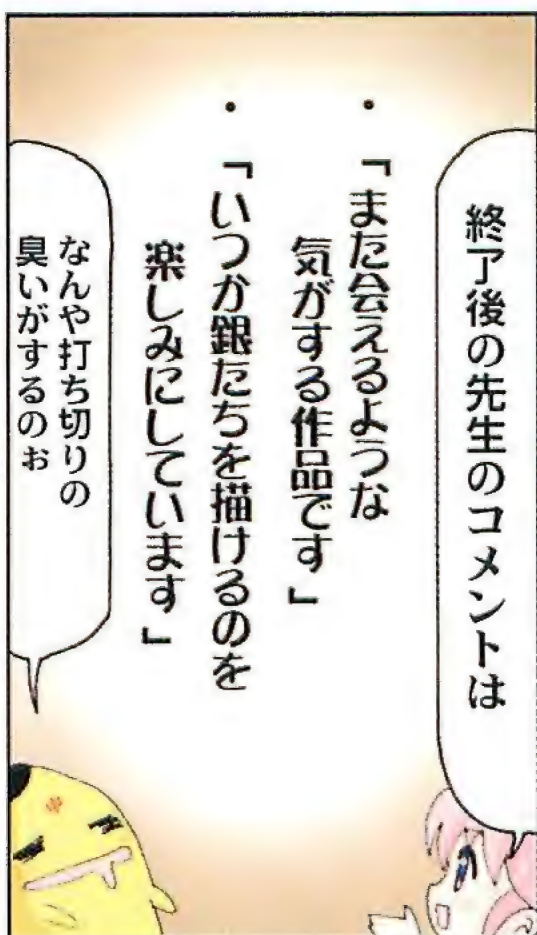 終了後の先生のコメントは
・「また会えるような
気がする作品です」
・「いつか銀たちを描けるのを
楽しみにしています」
なんや打ち切りの
臭いがするのぉ